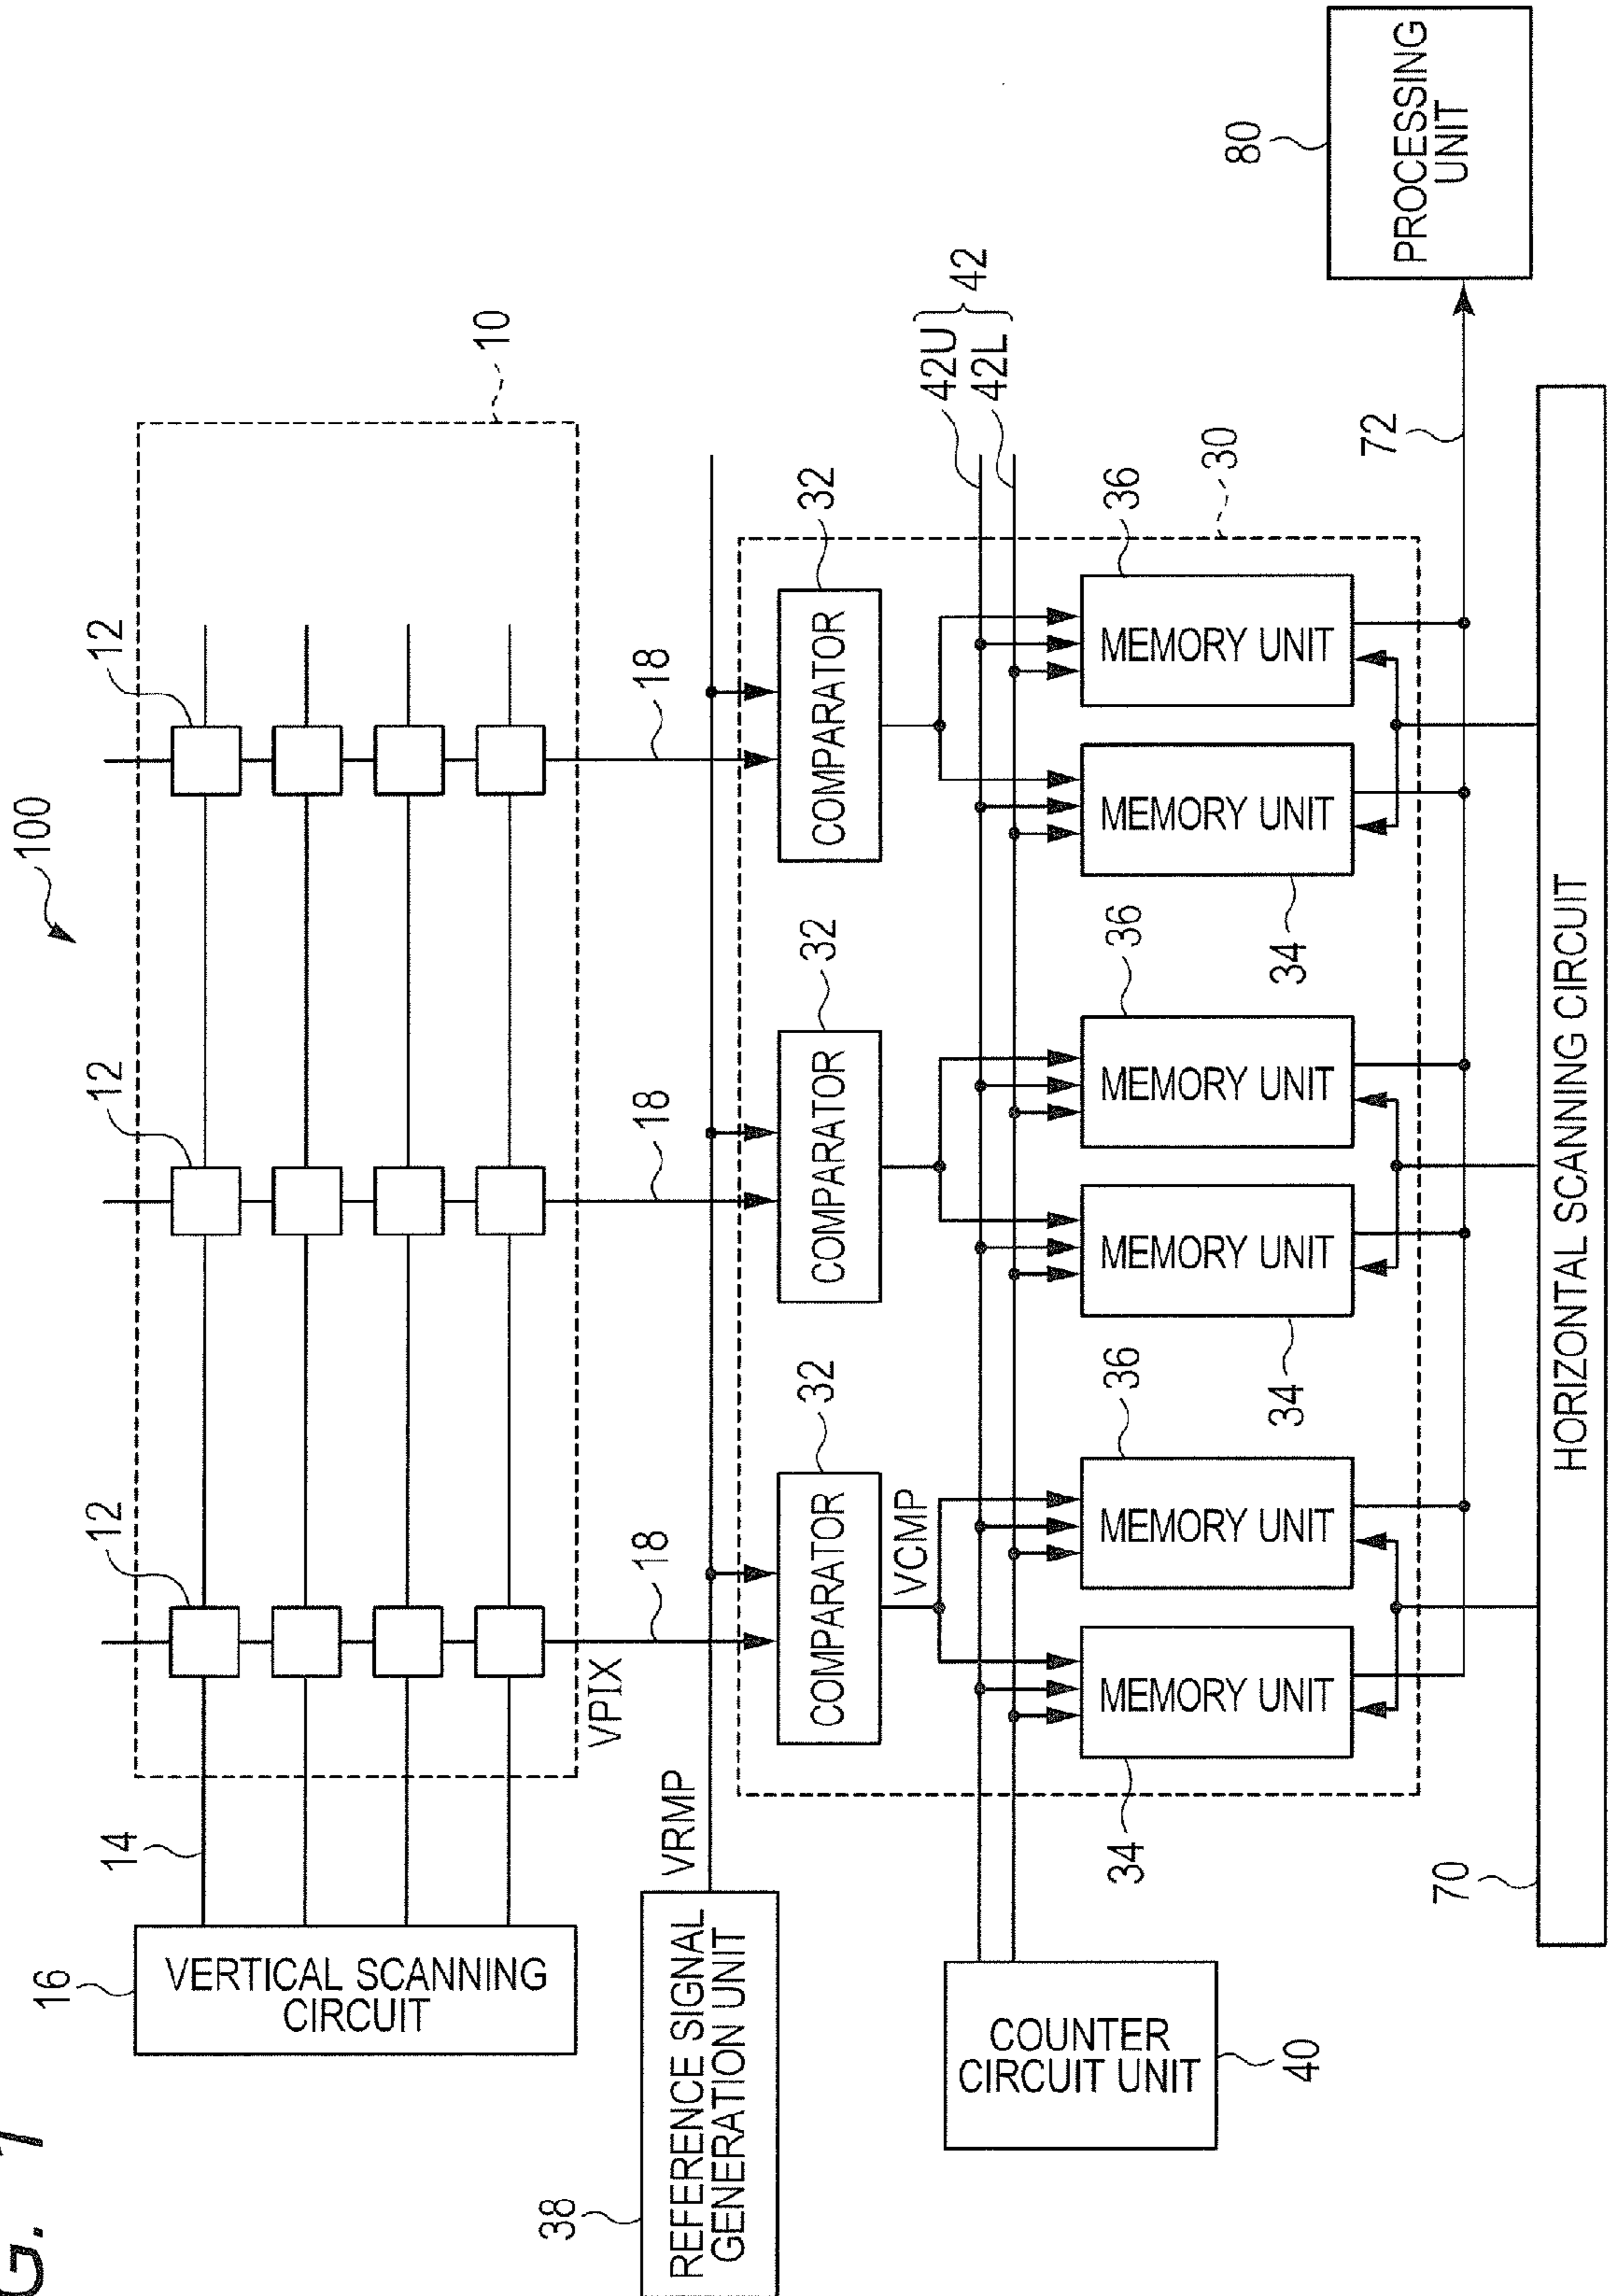 G. 1
100
16
14
12
12
12
VERTICAL SCANNING
CIRCUIT
10
38
VPIX
18
18
18
VRMP
REFERENCE SIGNAL
GENERATION UNIT
32
32
32
COMPARATOR
COMPARATOR
COMPARATOR
VCMP
42U
42
42L
COUNTER
CIRCUIT UNIT
40
36
36
36
MEMORY UNIT
MEMORY UNIT
MEMORY UNIT
MEMORY UNIT
MEMORY UNIT
MEMORY UNIT
34
34
34
30
80
PROCESSING
UNIT
72
70
HORIZONTAL SCANNING CIRCUIT